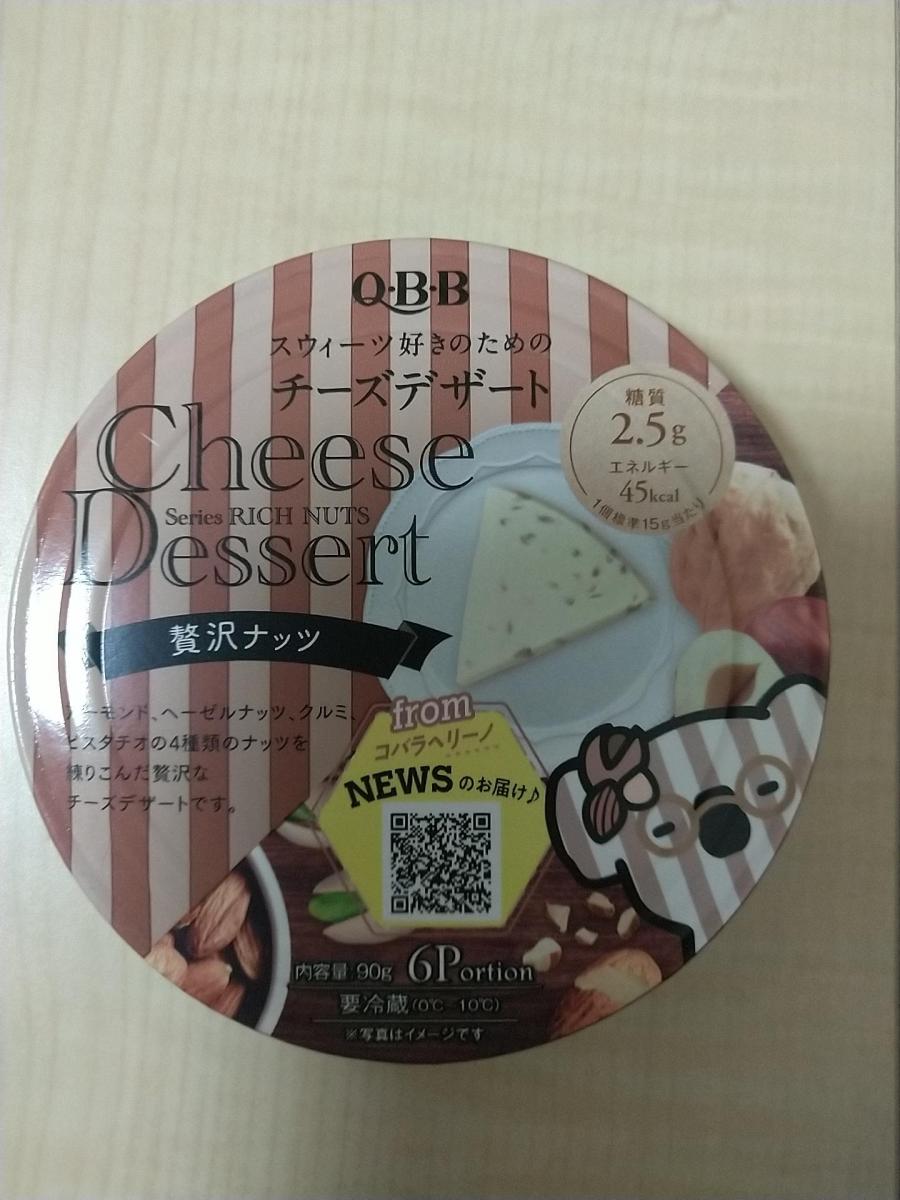 Q・B・B
スウィーツ好きのための
チーズデザート
Cheese
Series RICH NUTS
Dessert
糖質
2.5g
エネルギー
45kcal
1個標準15g当たり
贅沢ナッツ
アーモンド、ヘーゼルナッツ、クルミ、
ピスタチオの4種類のナッツを
練りこんだ贅沢な
チーズデザートです。
from
コバラヘリーノ
NEWSのお届け♪
内容量 90g 6Portion
要冷蔵(0℃–10℃)
※写真はイメージです